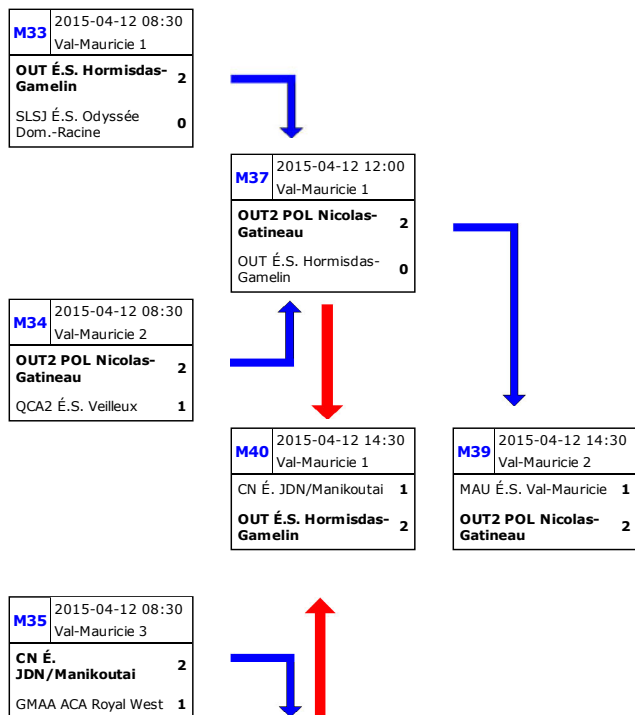 M33
2015-04-12 08:30
Val-Mauricie 1
OUT É.S. Hormisdas-
Gamelin
2
SLSJ É.S. Odyssée
Dom.-Racine
0
M37
2015-04-12 12:00
Val-Mauricie 1
OUT2 POL Nicolas-
Gatineau
2
OUT É.S. Hormisdas-
Gamelin
0
M34
2015-04-12 08:30
Val-Mauricie 2
OUT2 POL Nicolas-
Gatineau
2
QCA2 É.S. Veilleux 1
M40
2015-04-12 14:30
Val-Mauricie 1
CN É. JDN/Manikoutai 1
OUT É.S. Hormisdas-
Gamelin
2
M39
2015-04-12 14:30
Val-Mauricie 2
MAU É.S. Val-Mauricie 1
OUT2 POL Nicolas-
Gatineau
2
M35
2015-04-12 08:30
Val-Mauricie 3
CN É.
JDN/Manikoutai
2
GMAA ACA Royal West 1